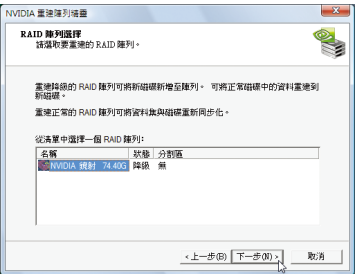 NVIDIA 重建陣列精靈
RAID 陣列選擇
請選取要重建的 RAID 陣列。
重建降級的 RAID 陣列可將新磁碟新增至陣列。 可將正常磁碟中的資料重建到
新磁碟。
重建正常的 RAID 陣列可將資料集與磁碟重新同步化。
從清單中選擇一個 RAID 陣列:
名稱 狀態 分割區
NVIDIA 鏡射 74.40G 降級 無
<上一步(B) 下一步(N)> 取消